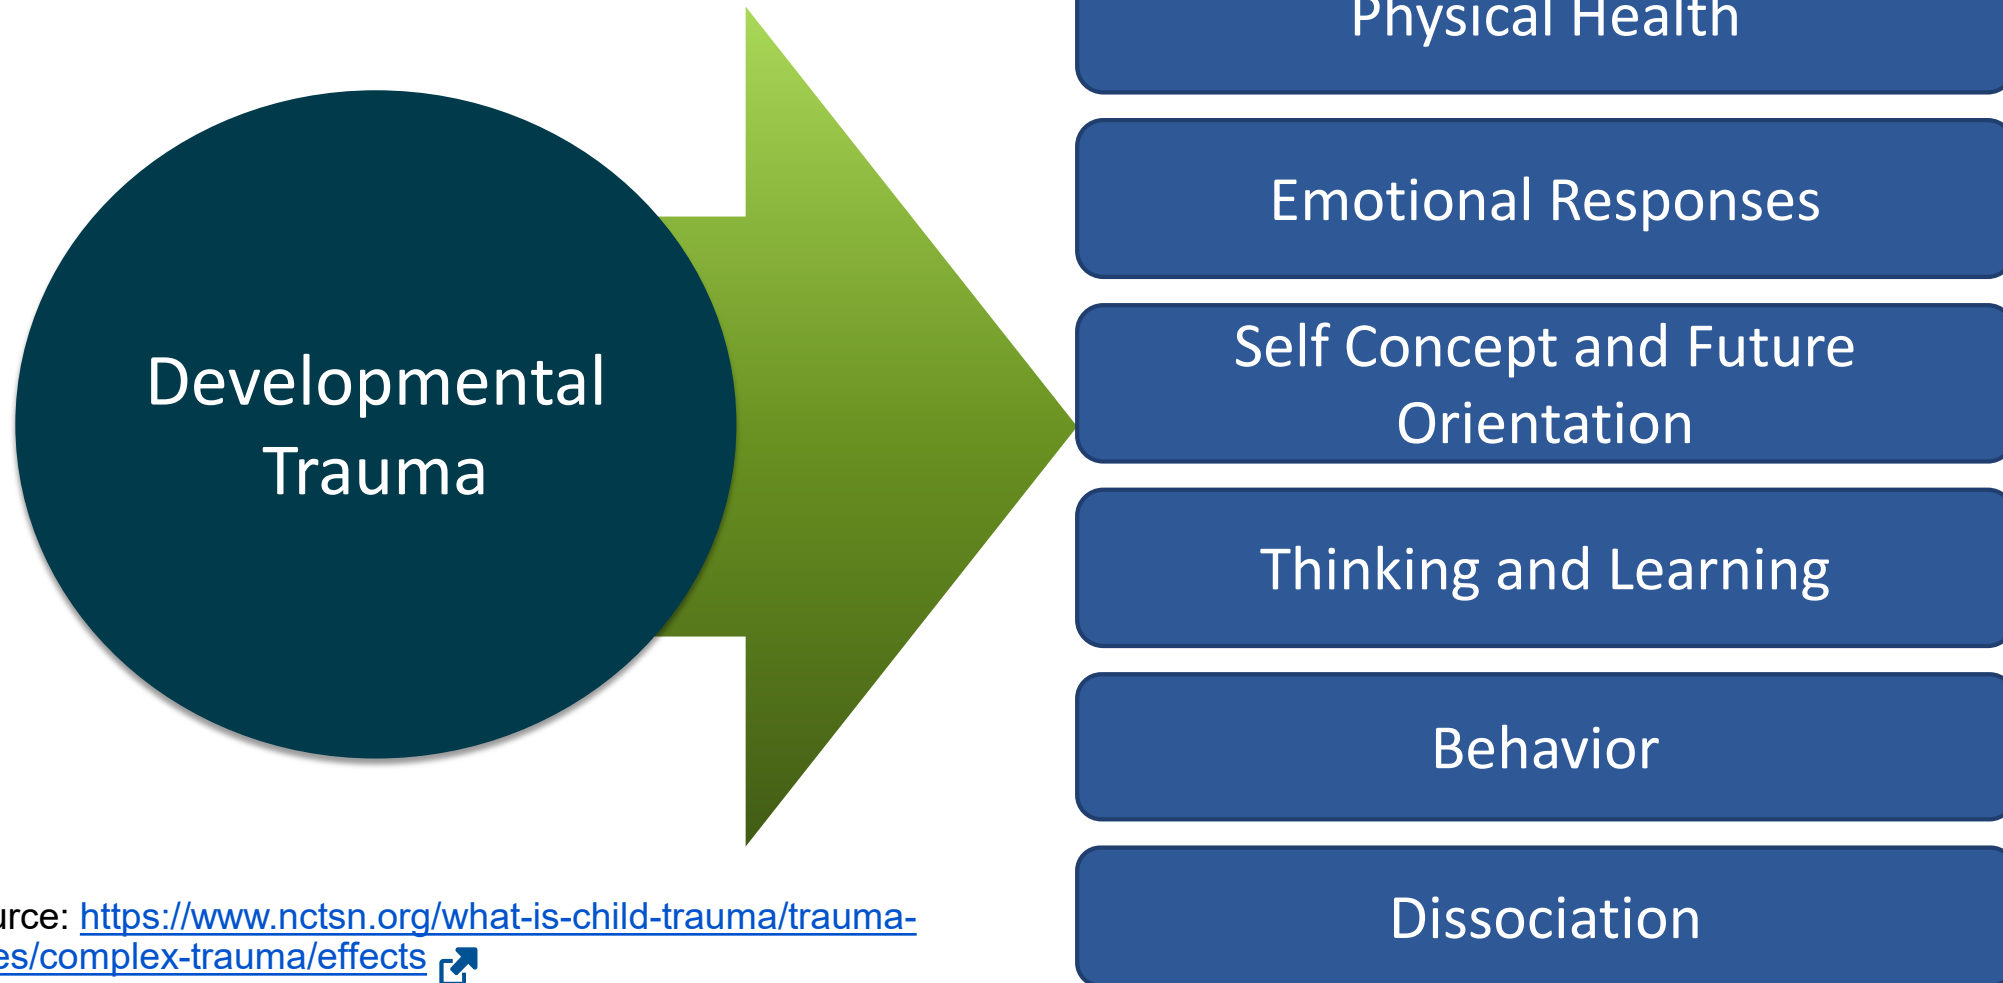 Physical Health
Emotional Responses
Self Concept and Future
Orientation
Developmental
Trauma
Thinking and Learning
Behavior
Dissociation
urce: https://www.nctsn.org/what-is-child-trauma/trauma-
es/complex-trauma/effects